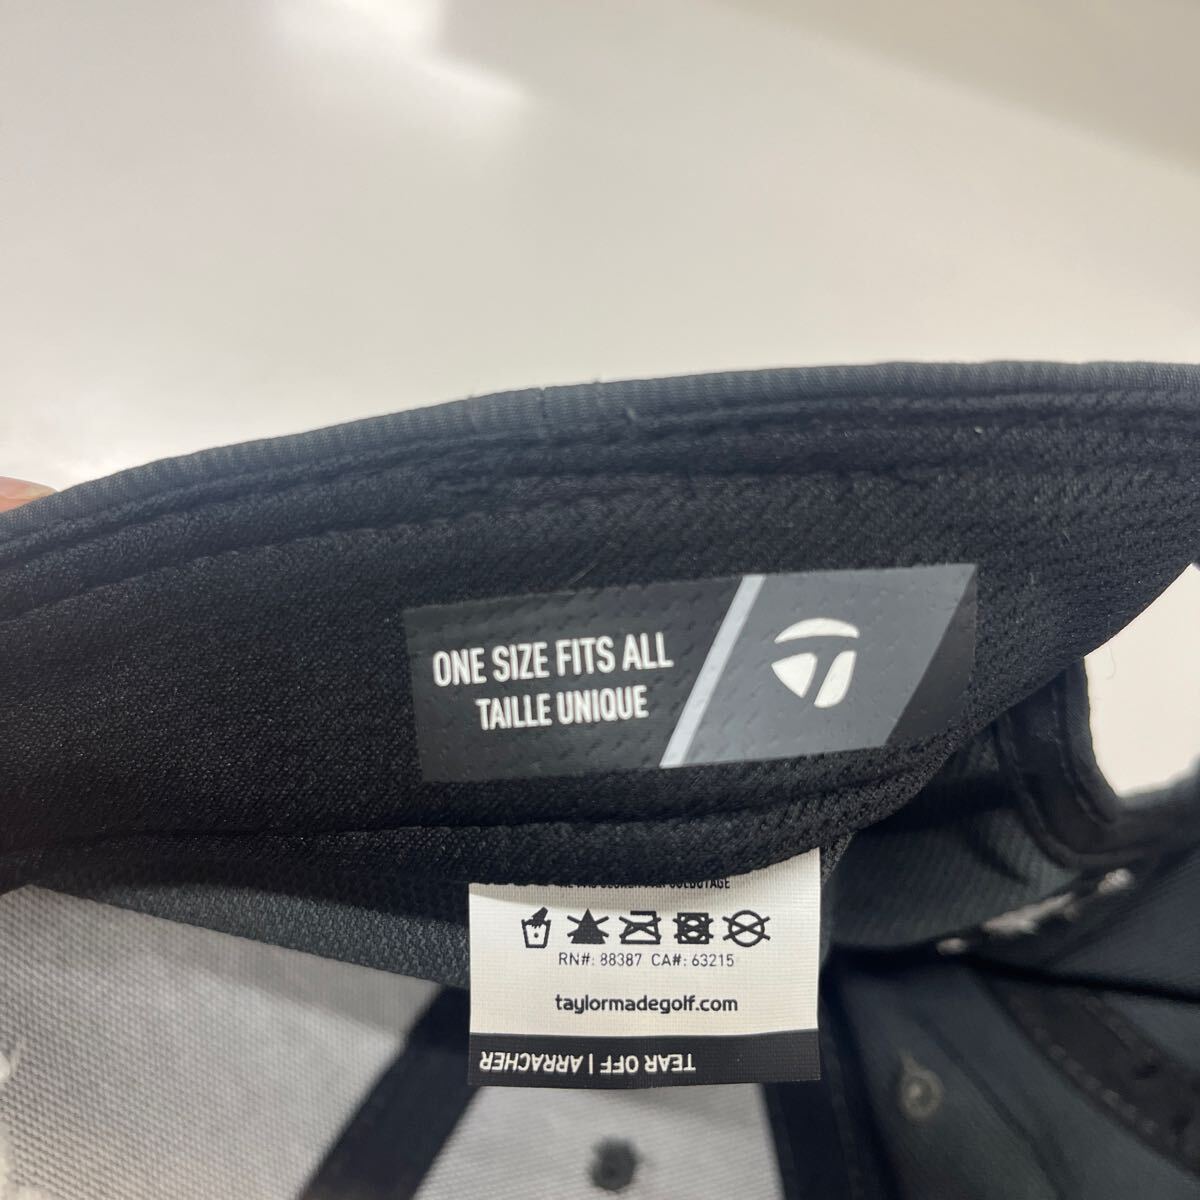 ONE SIZE FITS ALL
TAILLE UNIQUE
RN#: 88387 CA#: 63215
taylormadegolf.com
TEAR OFF | ARRACHER